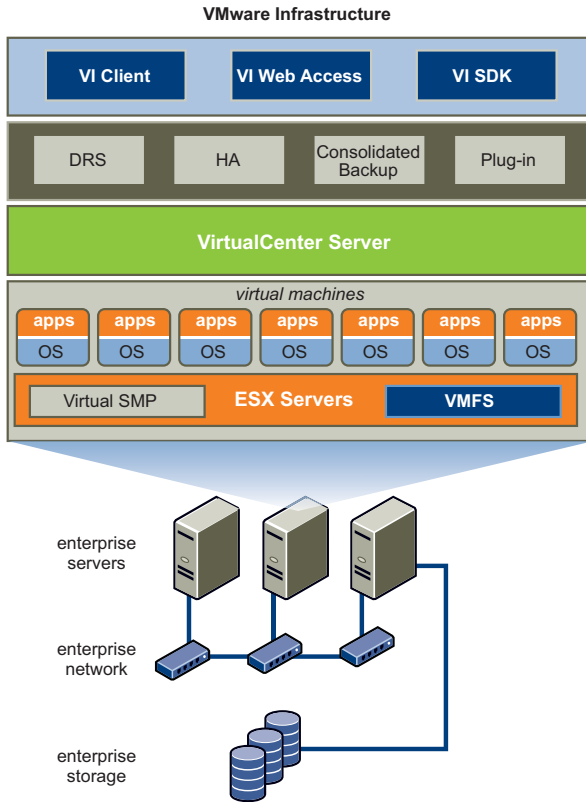 VMware Infrastructure
VI Client
VI Web Access
VI SDK
DRS
HA
Consolidated
Backup
Plug-in
VirtualCenter Server
virtual machines
apps
apps
apps
apps
apps
apps
apps
OS
OS
OS
OS
OS
OS
OS
Virtual SMP
ESX Servers
VMFS
enterprise
servers
enterprise
network
enterprise
storage